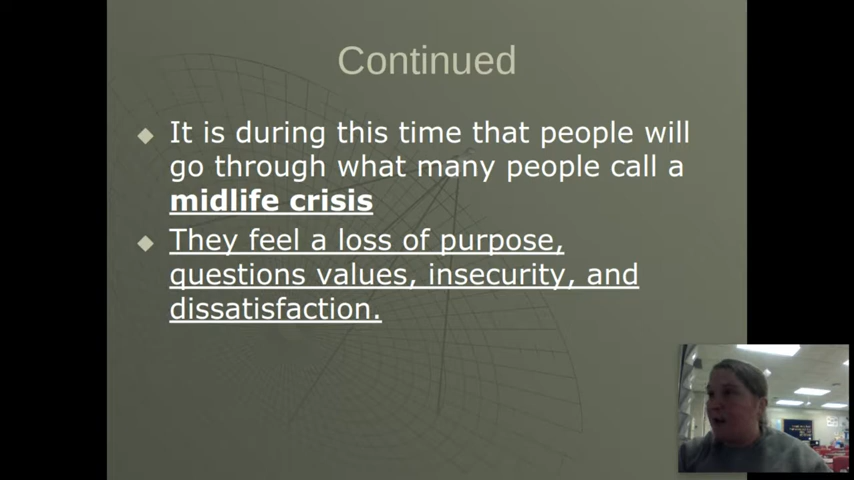 Continued
It is during this time that people will
go through what many people call a
midlife crisis
They feel a loss of purpose,
questions values, insecurity, and
dissatisfaction.